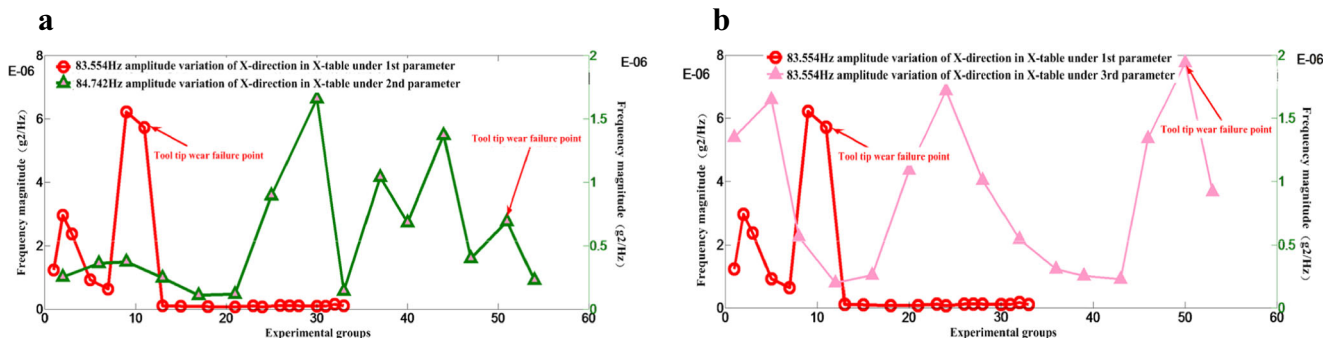 a
8
6
4
2
0
E-06
Frequency magnitude（g2/Hz）
83.554Hz amplitude variation of X-direction in X-table under 1st parameter
84.742Hz amplitude variation of X-direction in X-table under 2nd parameter
Tool tip wear failure point
Tool tip wear failure point
2
1.5
1
0.5
0
E-06
Frequency magnitude（g2/Hz）
0 10 20 30 40 50 60
Experimental groups
b
8
6
4
2
0
E-06
Frequency magnitude（g2/Hz）
83.554Hz amplitude variation of X-direction in X-table under 1st parameter
83.554Hz amplitude variation of X-direction in X-table under 3rd parameter
Tool tip wear failure point
Tool tip wear failure point
2
1.5
1
0.5
0
E-06
Frequency magnitude（g2/Hz）
0 10 20 30 40 50 60
Experimental groups